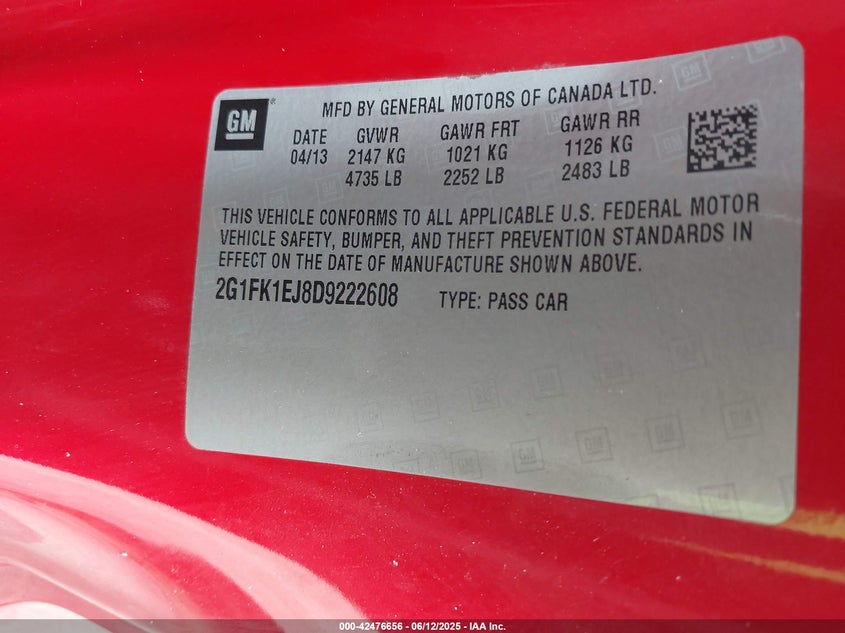 GM
MFD BY GENERAL MOTORS OF CANADA LTD.
DATE GVWR GAWR FRT GAWR RR
04/13 2147 KG 1021 KG 1126 KG
4735 LB 2252 LB 2483 LB
THIS VEHICLE CONFORMS TO ALL APPLICABLE U.S. FEDERAL MOTOR
VEHICLE SAFETY, BUMPER, AND THEFT PREVENTION STANDARDS IN
EFFECT ON THE DATE OF MANUFACTURE SHOWN ABOVE.
2G1FK1EJ8D9222608 TYPE: PASS CAR
000-42476656 - 06/12/2025 - IAA Inc.